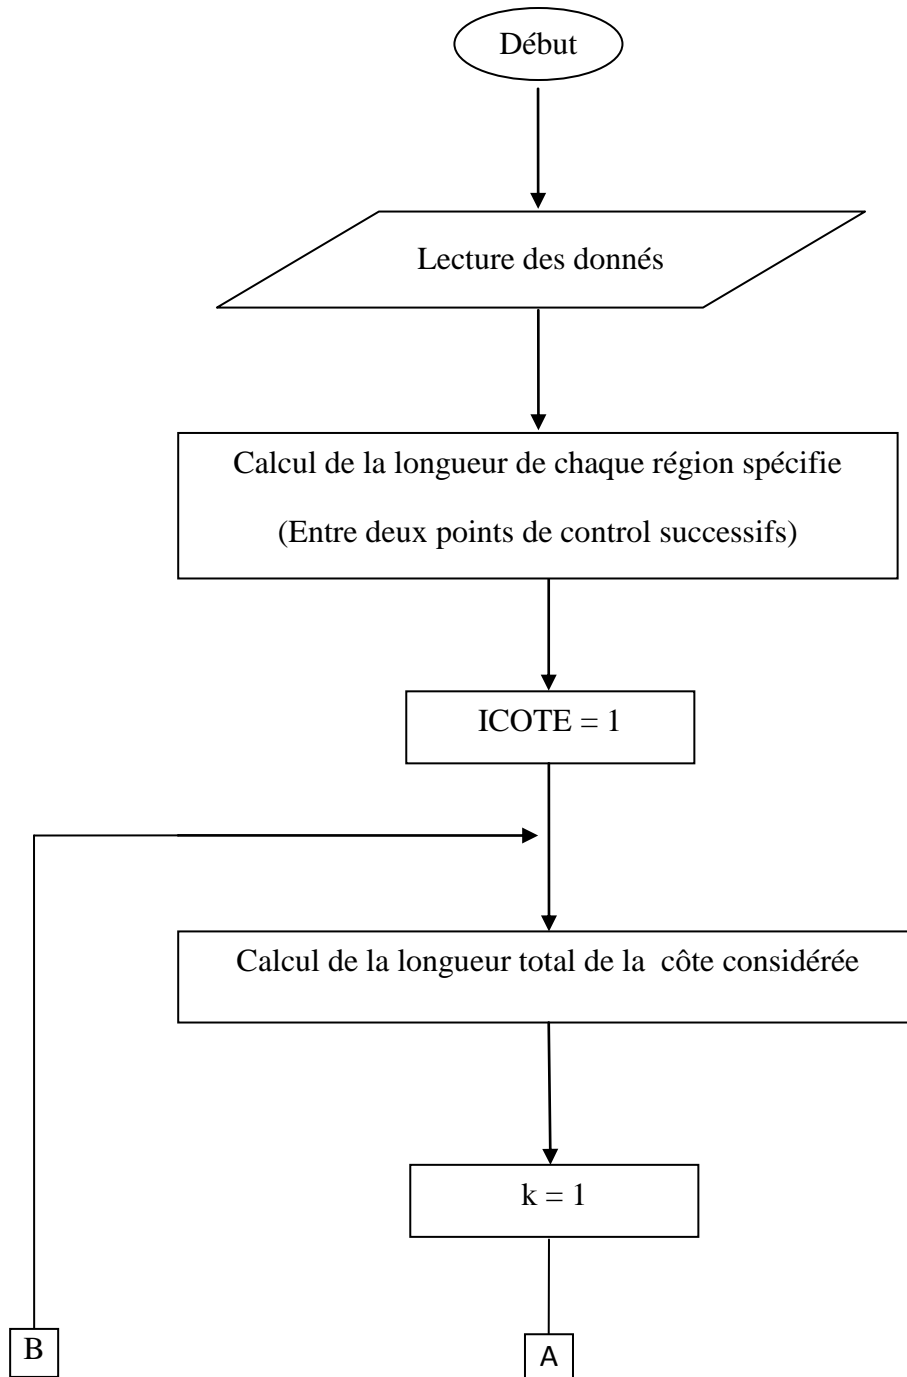 Début
Lecture des donnés
Calcul de la longueur de chaque région spécifie
(Entre deux points de control successifs)
ICOTE = 1
Calcul de la longueur total de la côte considérée
k = 1
B
A